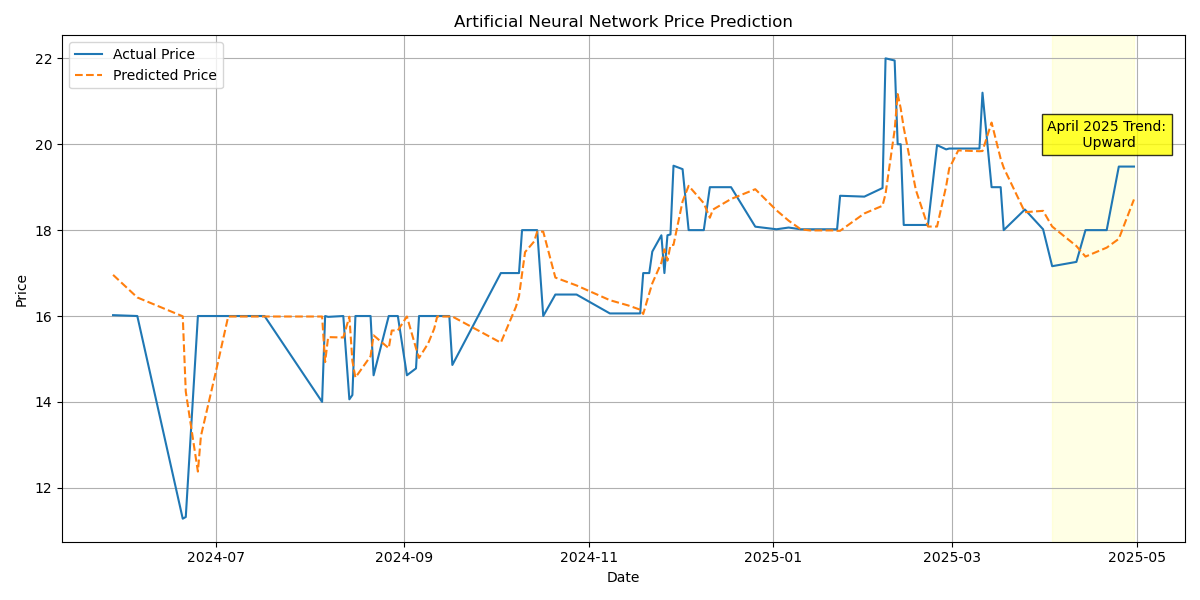 Artificial Neural Network Price Prediction
Actual Price
Predicted Price
April 2025 Trend:
Upward
Price
22
20
18
16
14
12
2024-07
2024-09
2024-11
2025-01
2025-03
2025-05
Date